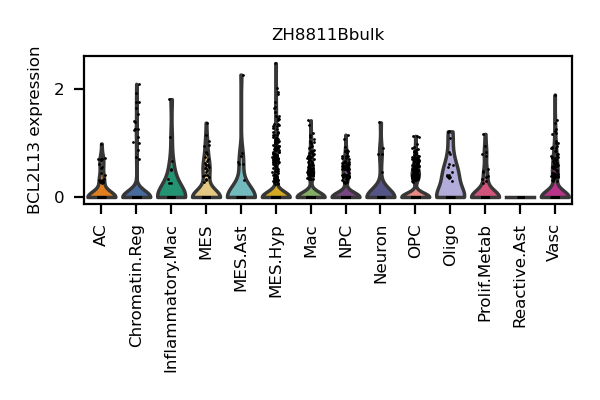 ZH8811Bbulk
BCL2L13 expression
2
0
AC
Chromatin.Reg
Inflammatory.Mac
MES
MES.Ast
MES.Hyp
Mac
NPC
Neuron
OPC
Oligo
Prolif.Metab
Reactive.Ast
Vasc